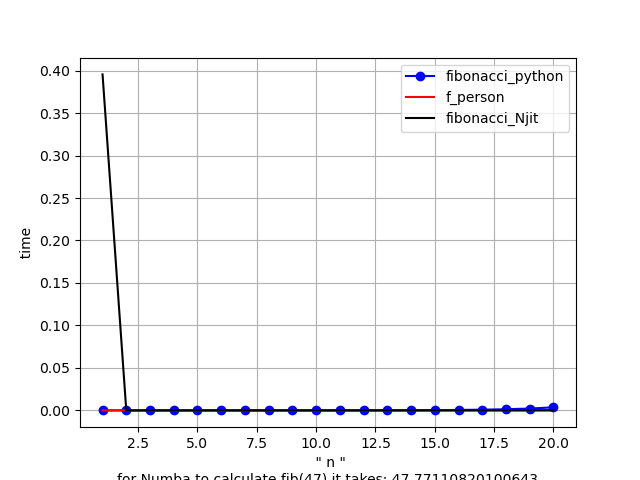 fibonacci_python
f_person
fibonacci_Njit
0.40
0.35
0.30
0.25
0.20
0.15
0.10
0.05
0.00
time
2.5 5.0 7.5 10.0 12.5 15.0 17.5 20.0
" n "
for Numba to calculate fib(47) it takes: 47.77110820100643